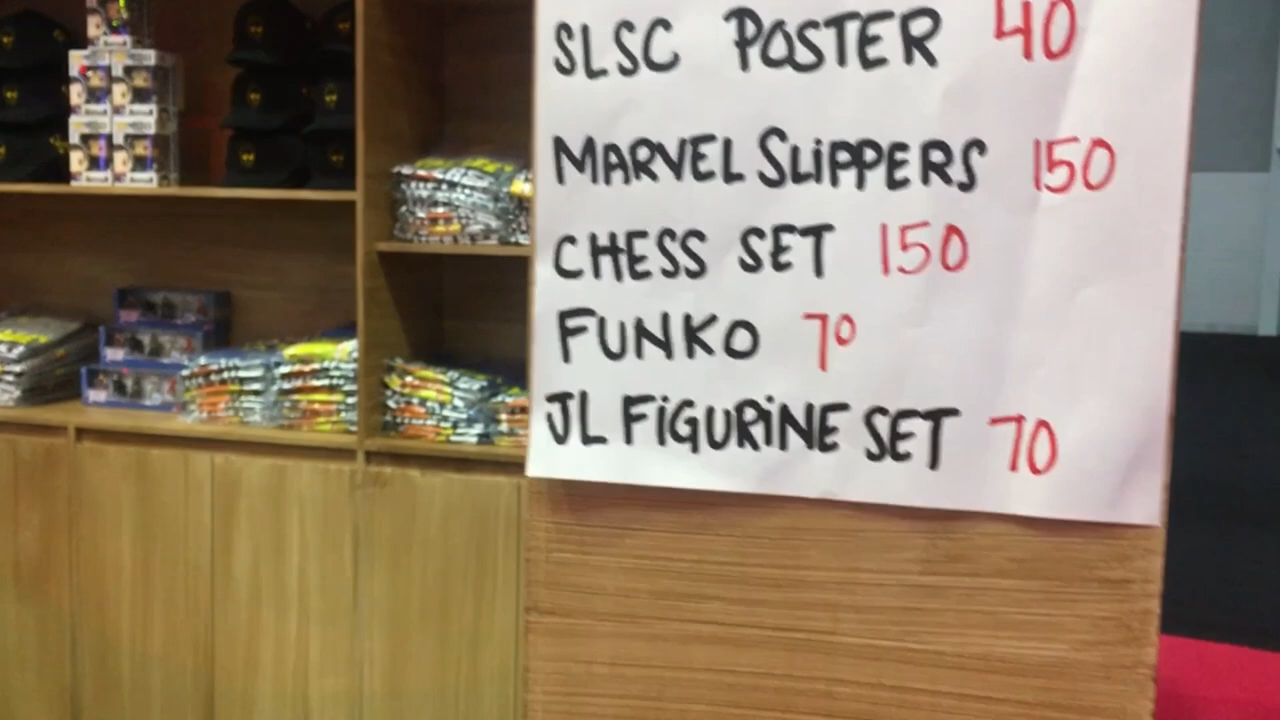 SLSC POSTER 40
MARVEL SLIPPERS 150
CHESS SET 150
FUNKO 70
JL FIGURINE SET 70